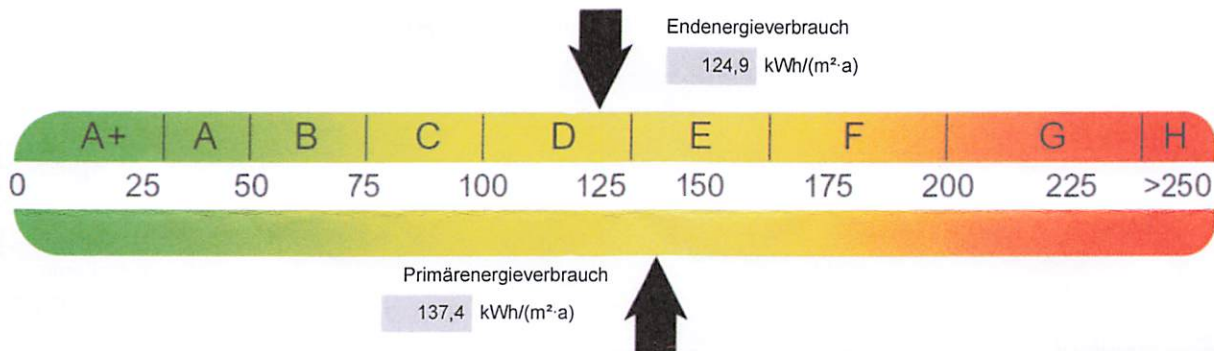 Endenergieverbrauch
124,9 kWh/(m²·a)
A+ A B C D E F G H
0 25 50 75 100 125 150 175 200 225 >250
Primärenergieverbrauch
137,4 kWh/(m²·a)